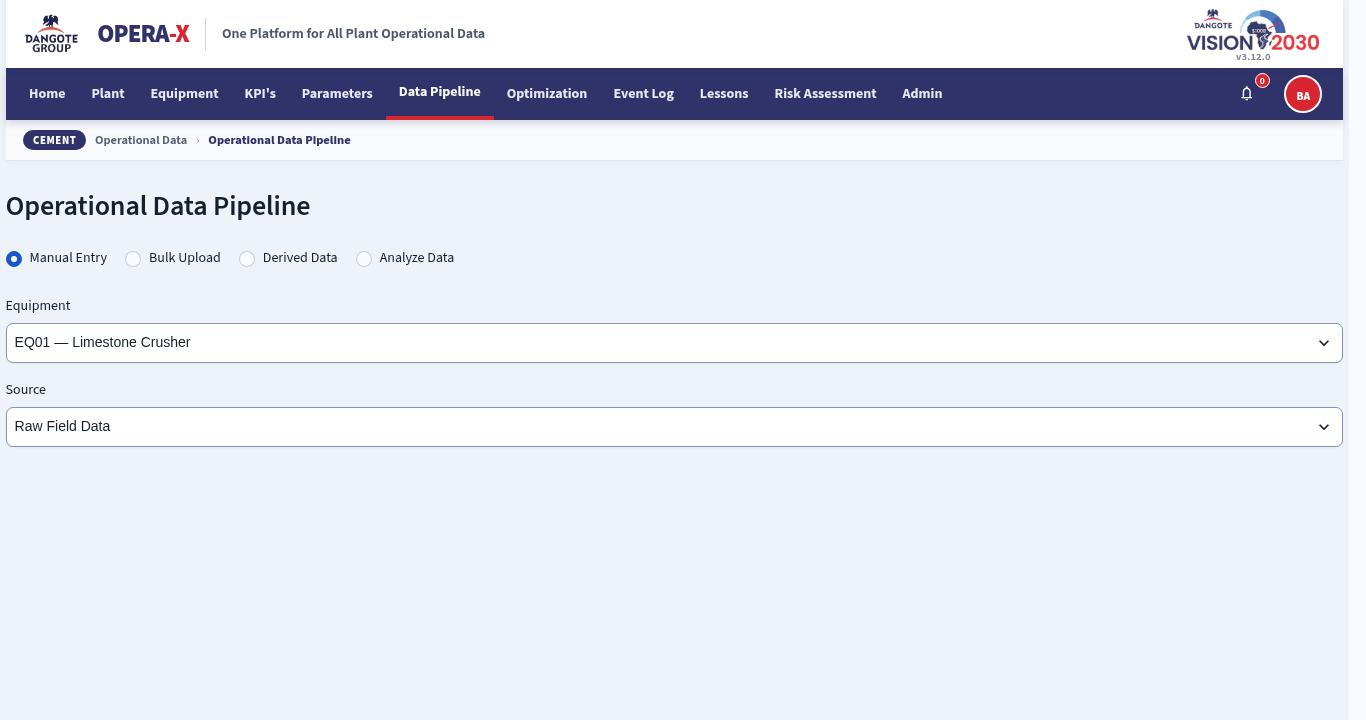 DANGOTE
GROUP
OPERA-X
One Platform for All Plant Operational Data
DANGOTE
VISION 2030
v3.12.0
Home Plant Equipment KPI's Parameters Data Pipeline Optimization Event Log Lessons Risk Assessment Admin
0
BA
CEMENT Operational Data › Operational Data Pipeline
Operational Data Pipeline
Manual Entry Bulk Upload Derived Data Analyze Data
Equipment
EQ01 — Limestone Crusher
Source
Raw Field Data